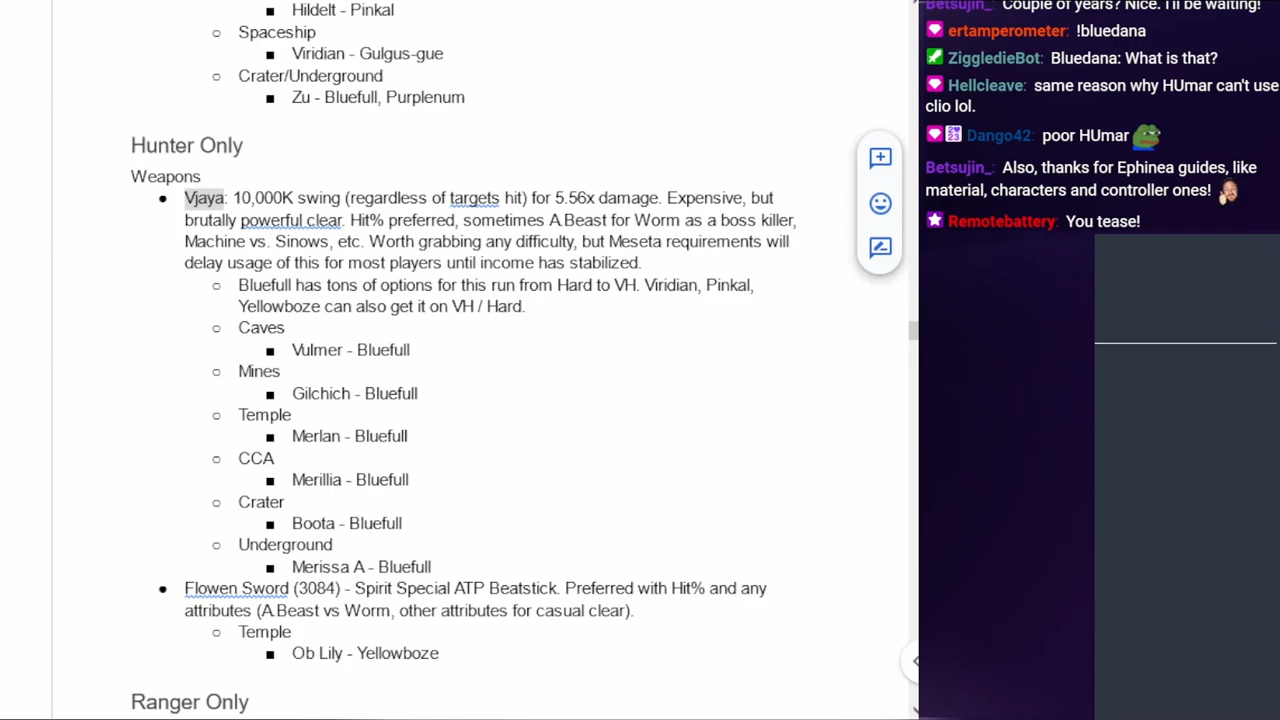 Hildelt - Pinkal
Spaceship
Viridian - Gulgus-gue
Crater/Underground
Zu - Bluefull, Purplenum
Hunter Only
Weapons
Vjaya: 10,000K swing (regardless of targets hit) for 5.56x damage. Expensive, but
brutally powerful clear. Hit% preferred, sometimes A.Beast for Worm as a boss killer,
Machine vs. Sinows, etc. Worth grabbing any difficulty, but Meseta requirements will
delay usage of this for most players until income has stabilized.
Bluefull has tons of options for this run from Hard to VH. Viridian, Pinkal,
Yellowboze can also get it on VH / Hard.
Caves
Vulmer - Bluefull
Mines
Gilchich - Bluefull
Temple
Merlan - Bluefull
CCA
Merillia - Bluefull
Crater
Boota - Bluefull
Underground
Merissa A - Bluefull
Flowen Sword (3084) - Spirit Special ATP Beatstick. Preferred with Hit% and any
attributes (A.Beast vs Worm, other attributes for casual clear).
Temple
Ob Lily - Yellowboze
Ranger Only
Betsujin_: Couple of years? Nice. I'll be waiting!
ertamperometer: !bluedana
ZiggledieBot: Bluedana: What is that?
Hellcleave: same reason why HUmar can't use
clio lol.
Dango42: poor HUmar
Betsujin_: Also, thanks for Ephinea guides, like
material, characters and controller ones!
Remotebattery: You tease!